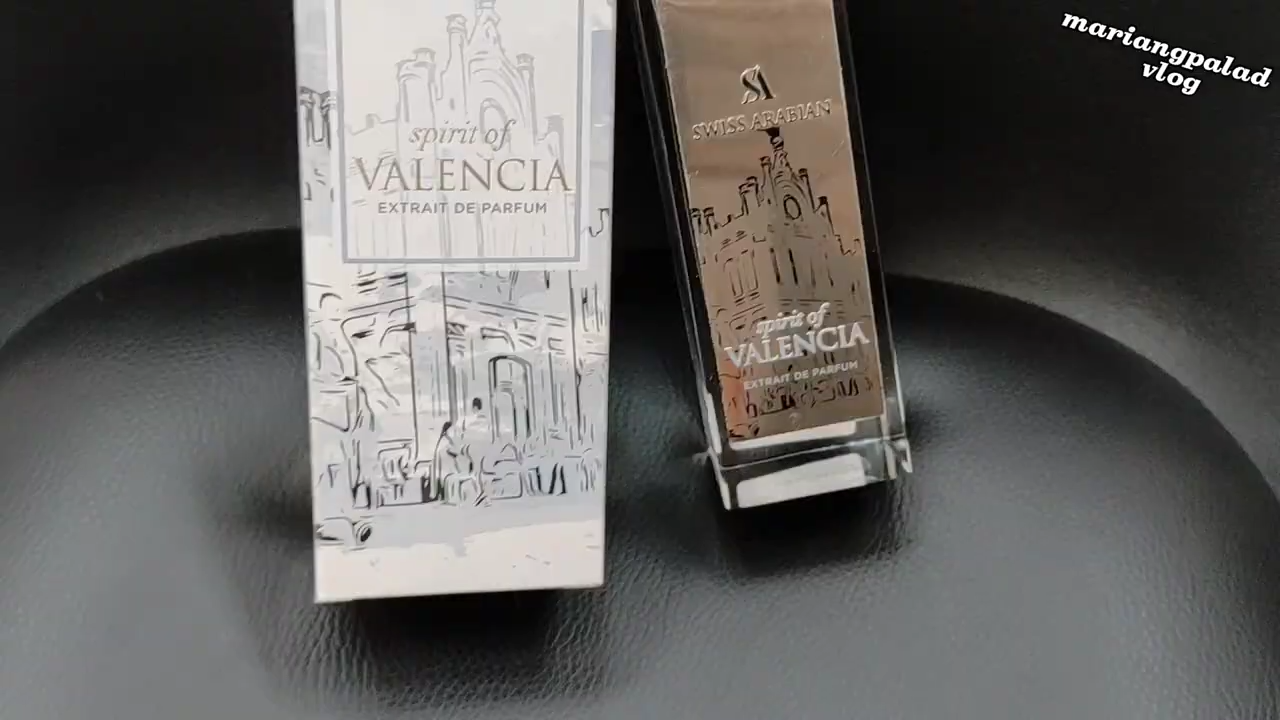 spirit of
VALENCIA
EXTRAIT DE PARFUM
SA
SWISS ARABIAN
spirit of
VALENCIA
EXTRAIT DE PARFUM
mariangpalad
vlog